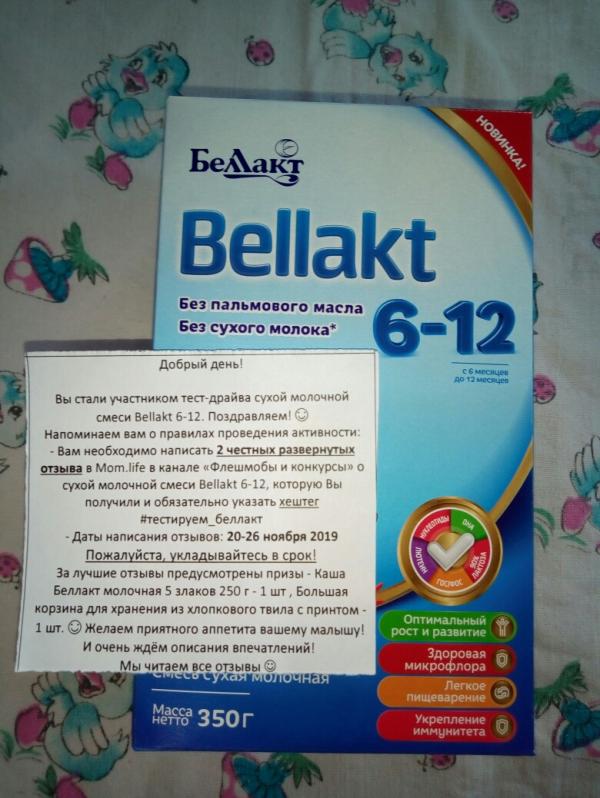 НОВИНКА!
Беллакт
Bellakt
Без пальмового масла
Без сухого молока*
6-12
с 6 месяцев
до 12 месяцев
Добрый день!
Вы стали участником тест-драйва сухой молочной
смеси Bellakt 6-12. Поздравляем! ☺
Напоминаем вам о правилах проведения активности:
- Вам необходимо написать 2 честных развернутых
отзыва в Mom.life в канале «Флешмобы и конкурсы» о
сухой молочной смеси Bellakt 6-12, которую Вы
получили и обязательно указать хештег
#тестируем_беллакт
- Даты написания отзывов: 20-26 ноября 2019
Пожалуйста, укладывайтесь в срок!
За лучшие отзывы предусмотрены призы - Каша
Беллакт молочная 5 злаков 250 г - 1 шт , Большая
корзина для хранения из хлопкового твила с принтом -
1 шт. ☺ Желаем приятного аппетита вашему малышу!
И очень ждём описания впечатлений!
Мы читаем все отзывы ☺
НУКЛЕОТИДЫ
DHA
90% ЛАКТОЗА
ГОС/ФОС
ЛЮТЕИН
Оптимальный
рост и развитие
Здоровая
микрофлора
Легкое
пищеварение
Укрепление
иммунитета
Смесь сухая молочная
Масса
нетто 350г